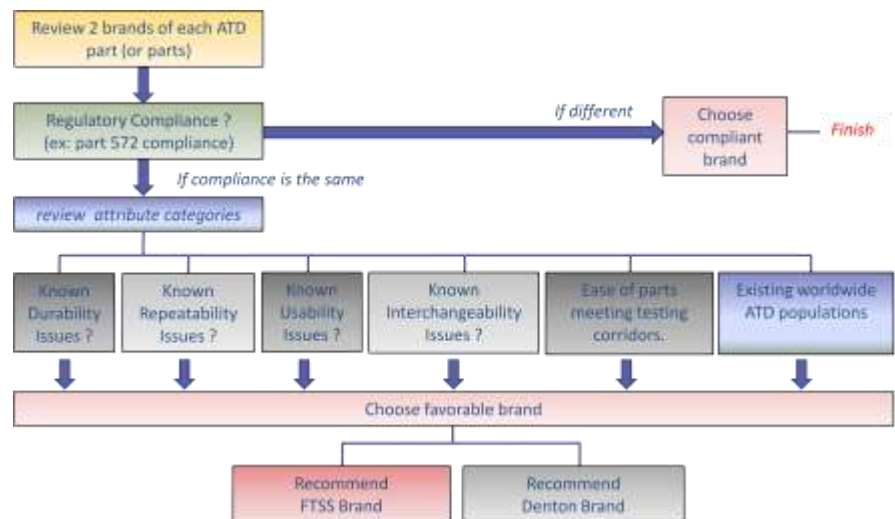 Review 2 brands of each ATD
part (or parts)
Regulatory Compliance ?
(ex: part 572 compliance)
If different
Choose
compliant
brand
Finish
If compliance is the same
review attribute categories
Known
Durability
Issues ?
Known
Repeatability
Issues ?
Known
Usability
Issues ?
Known
Interchangeability
Issues ?
Ease of parts
meeting testing
corridors.
Existing worldwide
ATD populations
Choose favorable brand
Recommend
FTSS Brand
Recommend
Denton Brand